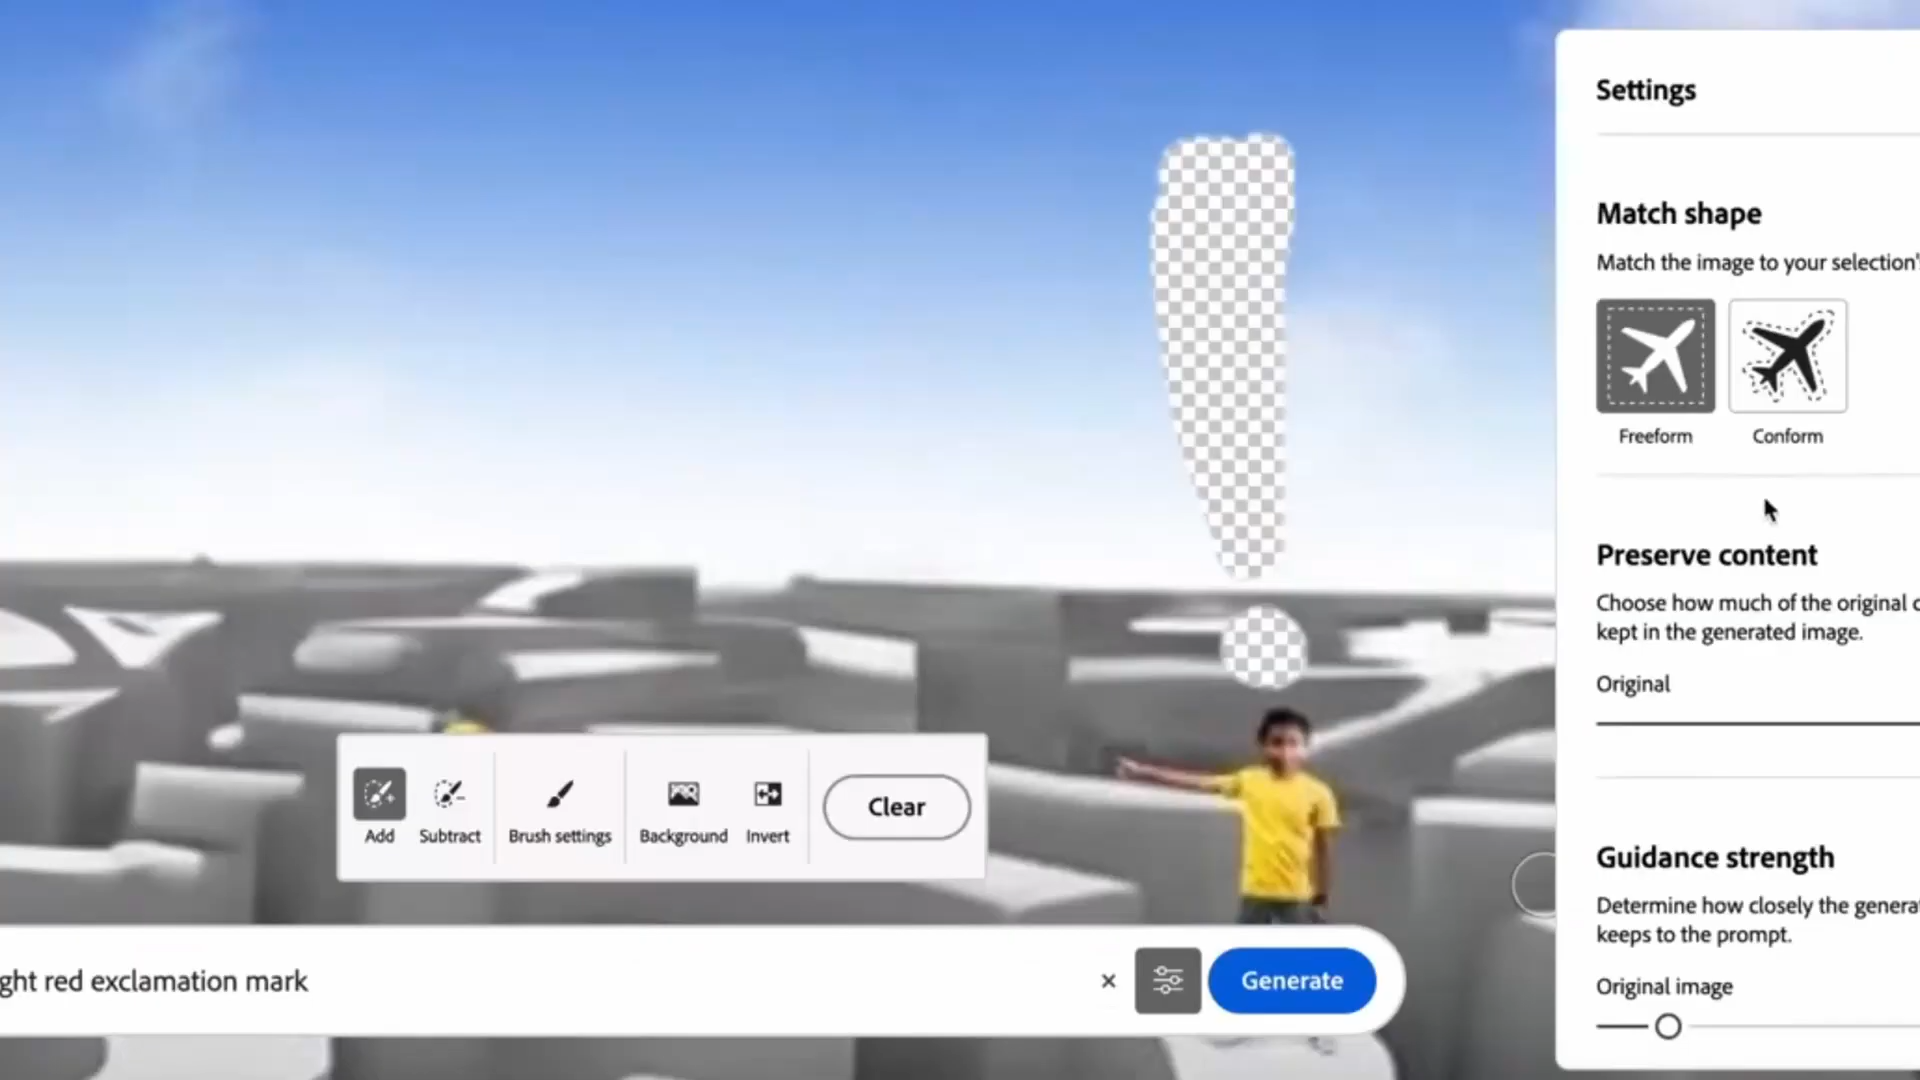 Settings
Match shape
Match the image to your selection'
Freeform
Conform
Preserve content
Choose how much of the original
kept in the generated image.
Original
Add
Subtract
Brush settings
Background
Invert
Clear
Guidance strength
Determine how closely the genera
keeps to the prompt.
ght red exclamation mark
×
Generate
Original image